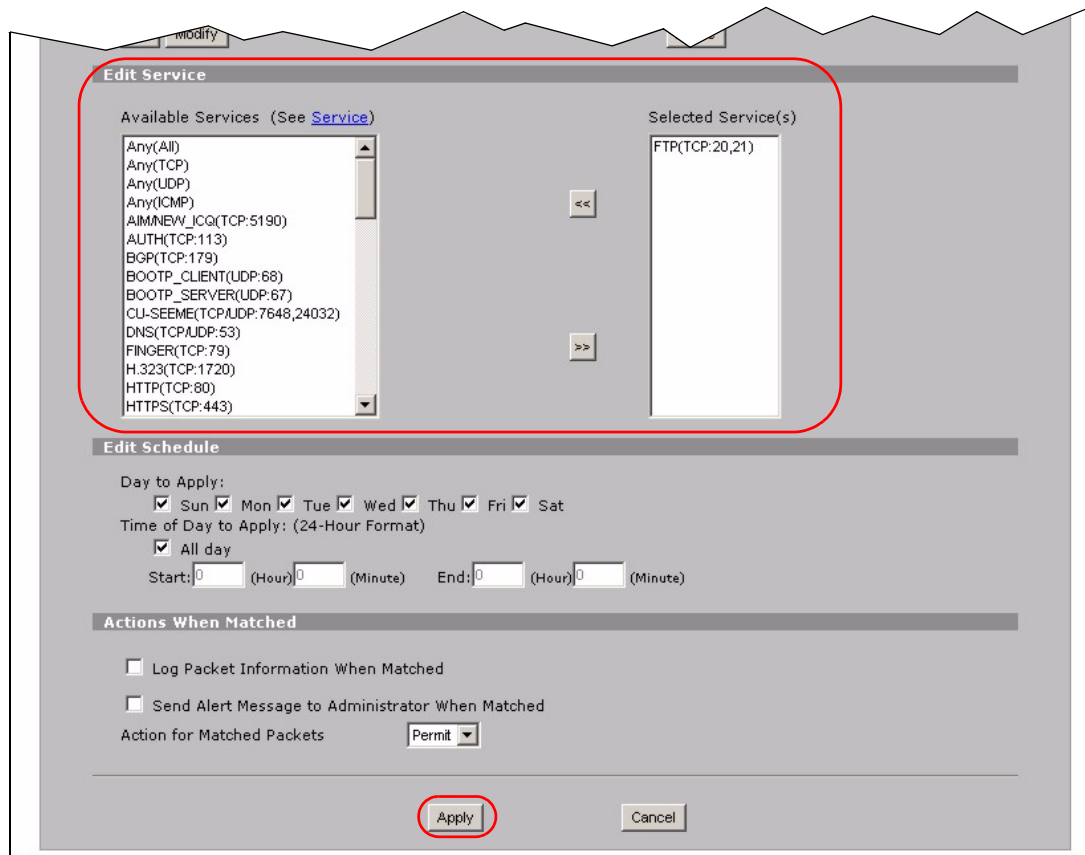 Modify
Edit Service
Available Services (See Service)
Selected Service(s)
Any(All)
Any(TCP)
Any(UDP)
Any(ICMP)
AIM/NEW_ICQ(TCP:5190)
AUTH(TCP:113)
BGP(TCP:179)
BOOTP_CLIENT(UDP:68)
BOOTP_SERVER(UDP:67)
CU-SEEME(TCP/UDP:7648,24032)
DNS(TCP/UDP:53)
FINGER(TCP:79)
H.323(TCP:1720)
HTTP(TCP:80)
HTTPS(TCP:443)
<<
>>
FTP(TCP:20,21)
Edit Schedule
Day to Apply:
Sun Mon Tue Wed Thu Fri Sat
Time of Day to Apply: (24-Hour Format)
All day
Start: 0 (Hour) 0 (Minute) End: 0 (Hour) 0 (Minute)
Actions When Matched
Log Packet Information When Matched
Send Alert Message to Administrator When Matched
Action for Matched Packets Permit
Apply Cancel